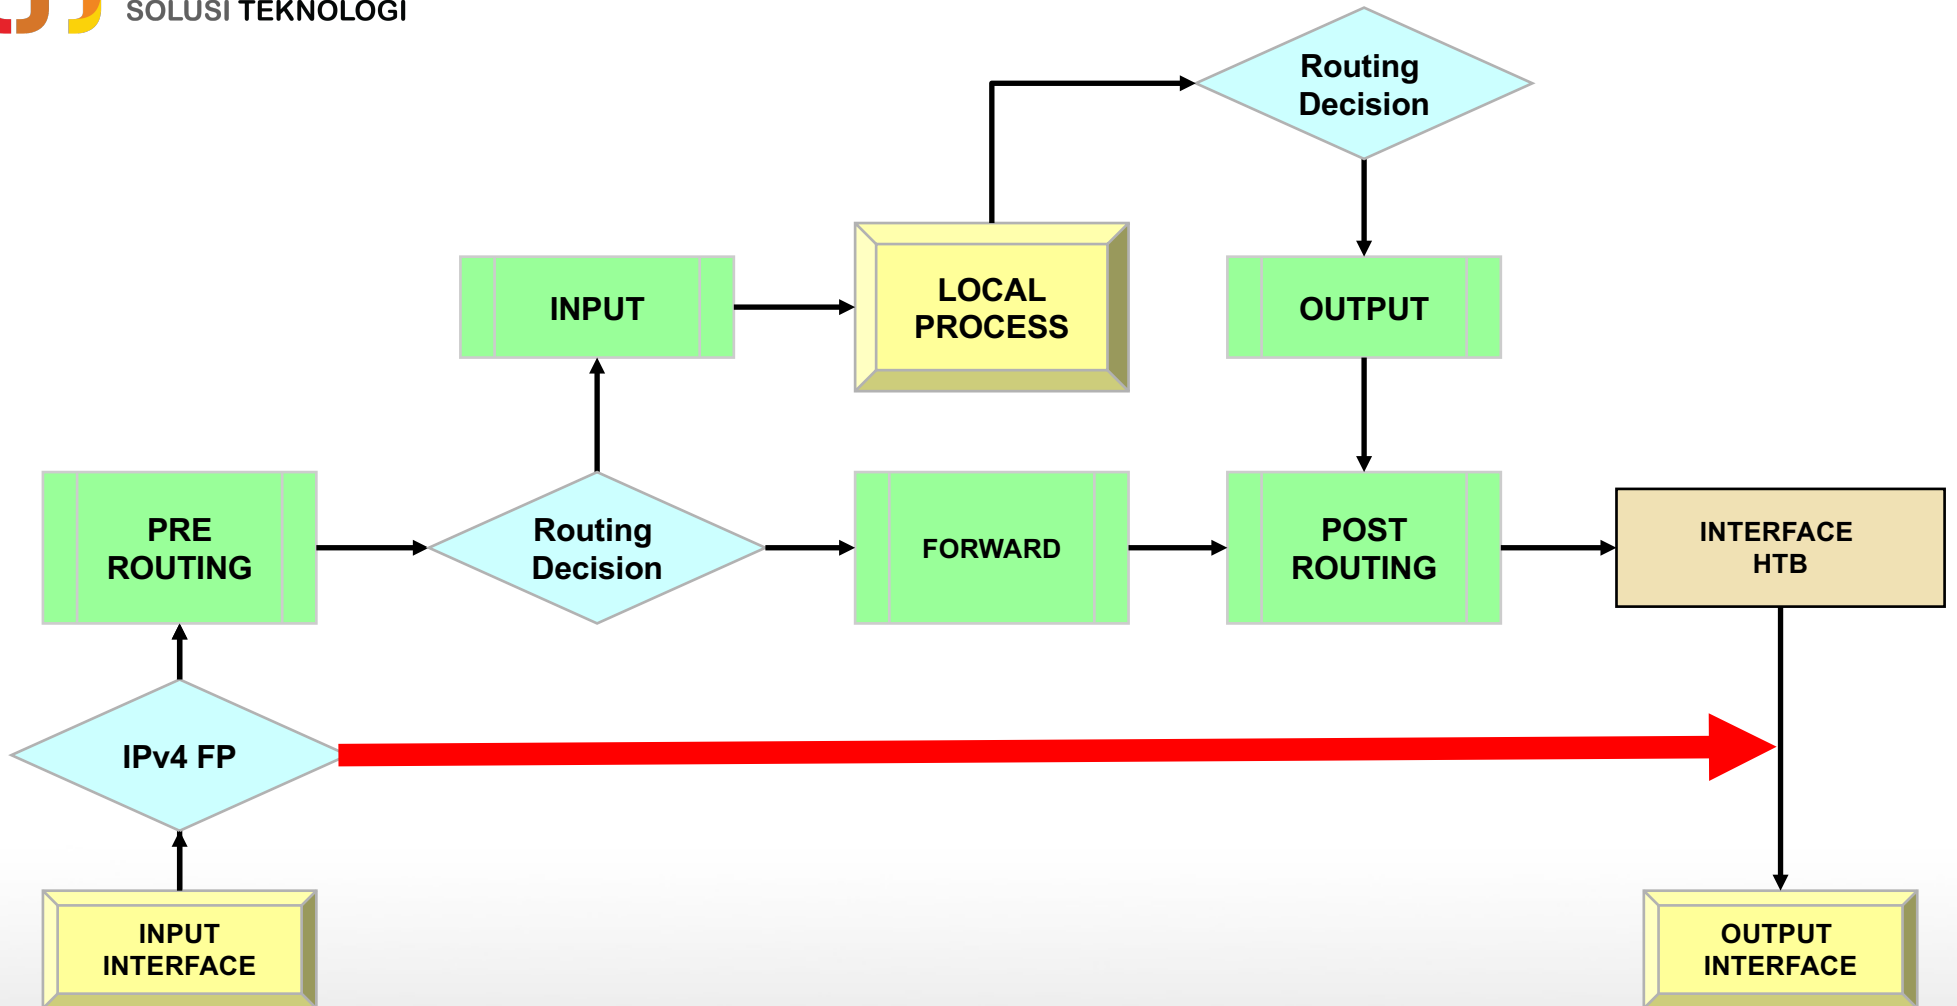 SOLUSI TEKNOLOGI
Routing
Decision
INPUT
LOCAL
PROCESS
OUTPUT
PRE
ROUTING
Routing
Decision
FORWARD
POST
ROUTING
INTERFACE
HTB
IPv4 FP
INPUT
INTERFACE
OUTPUT
INTERFACE